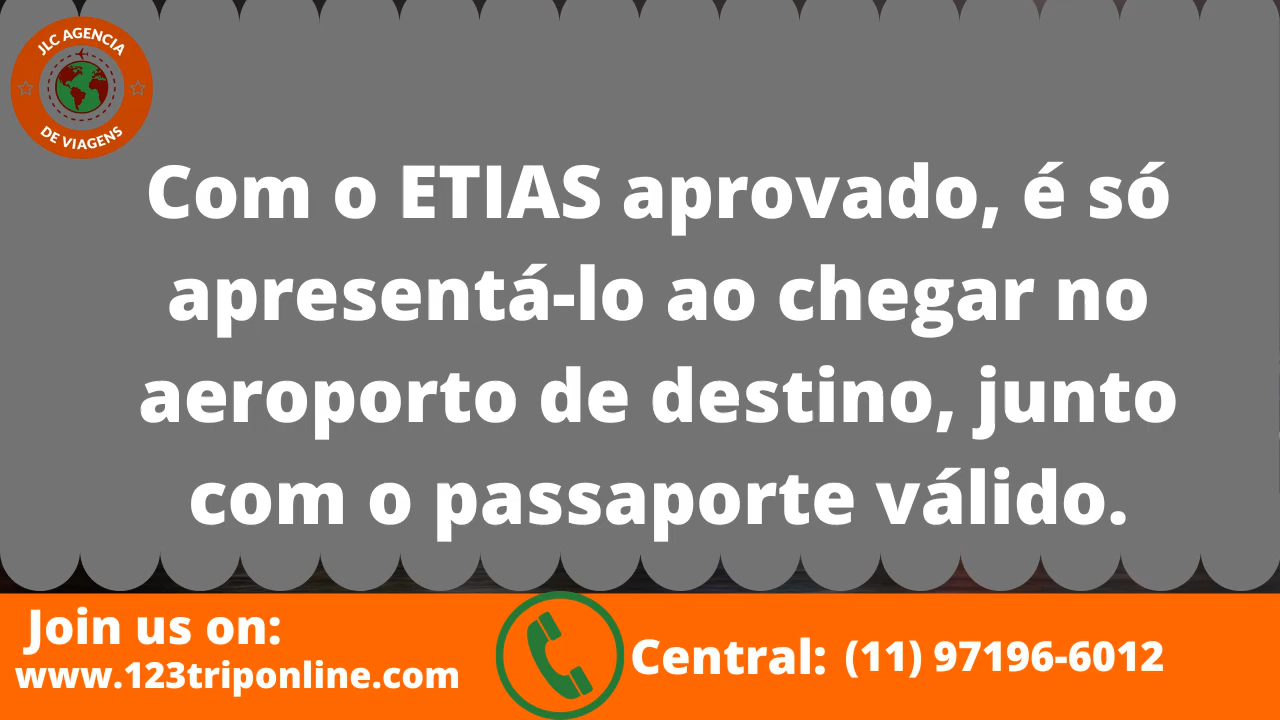 JLC AGENCIA
DE VIAGENS
Com o ETIAS aprovado, é só
apresentá-lo ao chegar no
aeroporto de destino, junto
com o passaporte válido.
Join us on:
www.123triponline.com
Central: (11) 97196-6012